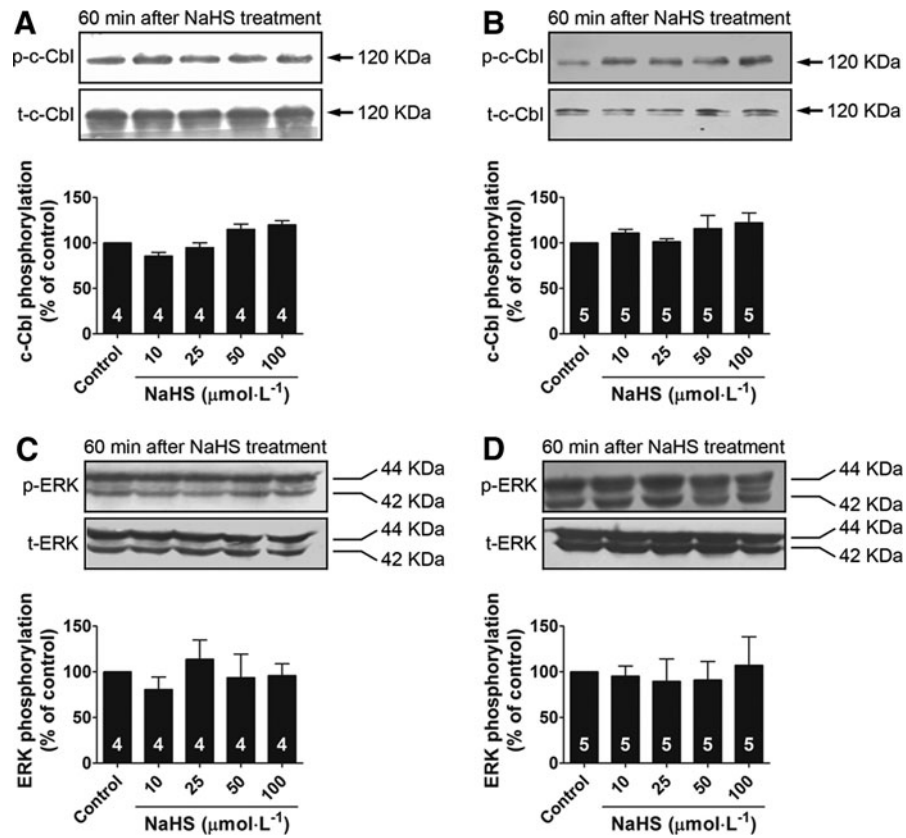 A
60 min after NaHS treatment
p-c-Cbl
120 KDa
t-c-Cbl
120 KDa
c-Cbl phosphorylation
(% of control)
150
100
50
0
4
4
4
4
4
Control
10
25
50
100
NaHS (μmol·L⁻¹)
B
60 min after NaHS treatment
p-c-Cbl
120 KDa
t-c-Cbl
120 KDa
c-Cbl phosphorylation
(% of control)
150
100
50
0
5
5
5
5
5
Control
10
25
50
100
NaHS (μmol·L⁻¹)
C
60 min after NaHS treatment
p-ERK
44 KDa
42 KDa
t-ERK
44 KDa
42 KDa
ERK phosphorylation
(% of control)
150
100
50
0
4
4
4
4
4
Control
10
25
50
100
NaHS (μmol·L⁻¹)
D
60 min after NaHS treatment
p-ERK
44 KDa
42 KDa
t-ERK
44 KDa
42 KDa
ERK phosphorylation
(% of control)
150
100
50
0
5
5
5
5
5
Control
10
25
50
100
NaHS (μmol·L⁻¹)